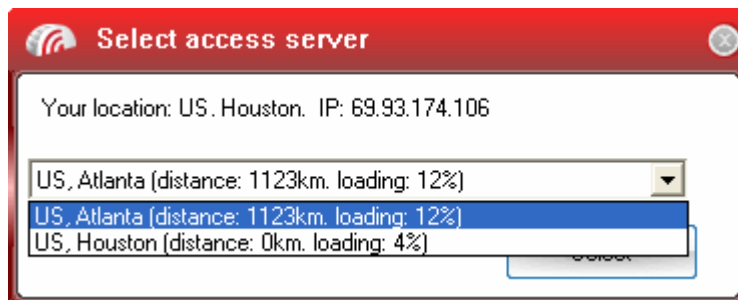 Select access server
Your location: US. Houston. IP: 69.93.174.106
US, Atlanta (distance: 1123km. loading: 12%)
US, Atlanta (distance: 1123km. loading: 12%)
US, Houston (distance: 0km. loading: 4%)